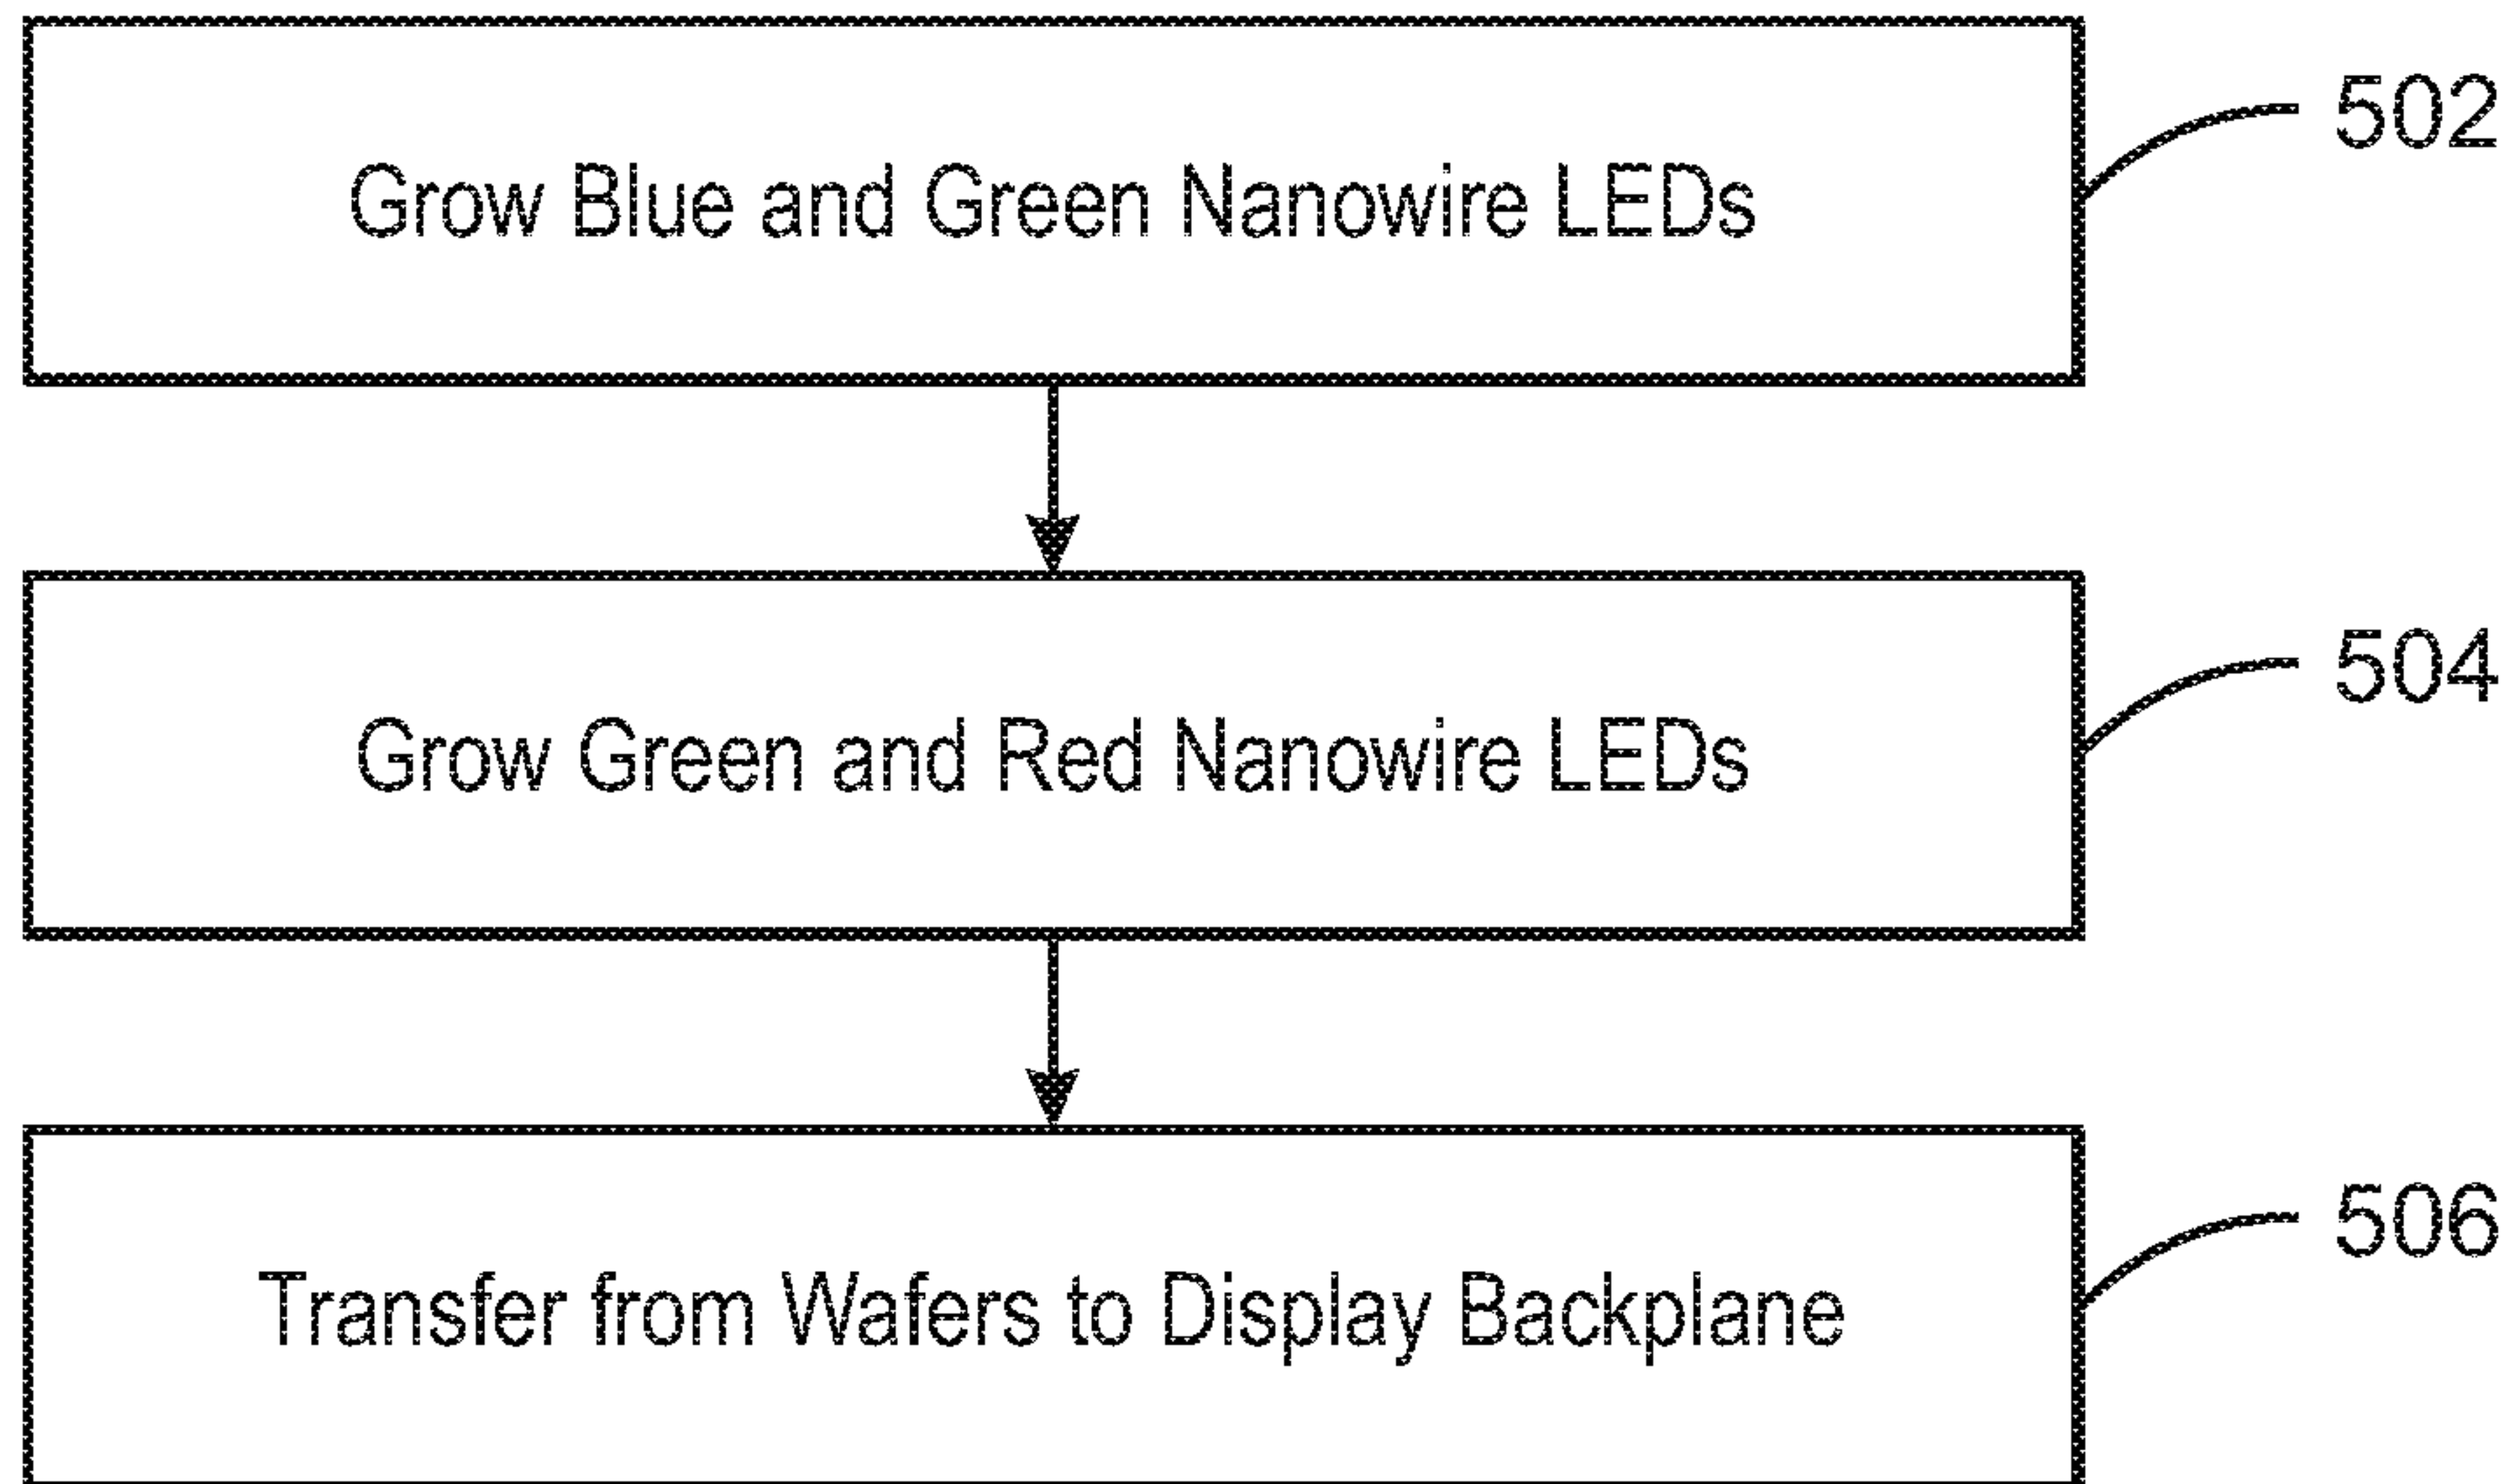 Grow Blue and Green Nanowire LEDs
502
Grow Green and Red Nanowire LEDs
504
Transfer from Wafers to Display Backplane
506